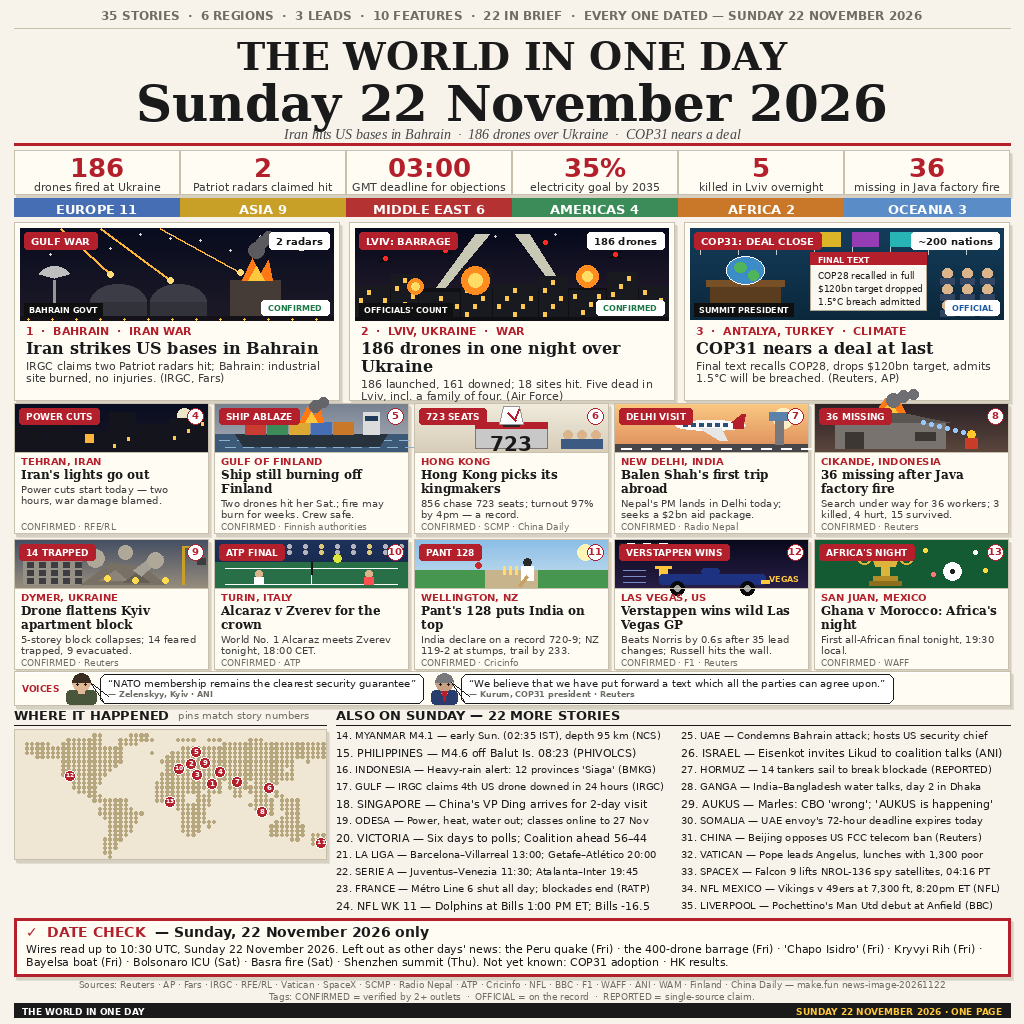 35 STORIES · 6 REGIONS · 3 LEADS · 10 FEATURES · 22 IN BRIEF · EVERY ONE DATED — SUNDAY 22 NOVEMBER 2026
THE WORLD IN ONE DAY
Sunday 22 November 2026
Iran hits US bases in Bahrain · 186 drones over Ukraine · COP31 nears a deal
186
drones fired at Ukraine
2
Patriot radars claimed hit
03:00
GMT deadline for objections
35%
electricity goal by 2035
5
killed in Lviv overnight
36
missing in Java factory fire
EUROPE 11
ASIA 9
MIDDLE EAST 6
AMERICAS 4
AFRICA 2
OCEANIA 3
GULF WAR
2 radars
BAHRAIN GOVT
CONFIRMED
1 · BAHRAIN · IRAN WAR
Iran strikes US bases in Bahrain
IRGC claims two Patriot radars hit; Bahrain: industrial
site burned, no injuries. (IRGC, Fars)
LVIV: BARRAGE
186 drones
OFFICIALS' COUNT
CONFIRMED
2 · LVIV, UKRAINE · WAR
186 drones in one night over
Ukraine
186 launched, 161 downed; 18 sites hit. Five dead in
Lviv, incl. a family of four. (Air Force)
COP31: DEAL CLOSE
~200 nations
FINAL TEXT
COP28 recalled in full
$120bn target dropped
1.5°C breach admitted
SUMMIT PRESIDENT
OFFICIAL
3 · ANTALYA, TURKEY · CLIMATE
COP31 nears a deal at last
Final text recalls COP28, drops $120bn target, admits
1.5°C will be breached. (Reuters, AP)
POWER CUTS
4
TEHRAN, IRAN
Iran's lights go out
Power cuts start today — two
hours, war damage blamed.
CONFIRMED · RFE/RL
SHIP ABLAZE
5
GULF OF FINLAND
Ship still burning off
Finland
Two drones hit her Sat.; fire may
burn for weeks. Crew safe.
CONFIRMED · Finnish authorities
723 SEATS
6
723
HONG KONG
Hong Kong picks its
kingmakers
856 chase 723 seats; turnout 97%
by 4pm — a record.
CONFIRMED · SCMP · China Daily
DELHI VISIT
7
NEW DELHI, INDIA
Balen Shah's first trip
abroad
Nepal's PM lands in Delhi today;
seeks a $2bn aid package.
CONFIRMED · Radio Nepal
36 MISSING
8
CIKANDE, INDONESIA
36 missing after Java
factory fire
Search under way for 36 workers; 3
killed, 4 hurt, 15 survived.
CONFIRMED · Reuters
14 TRAPPED
9
DYMER, UKRAINE
Drone flattens Kyiv
apartment block
5-storey block collapses; 14 feared
trapped, 9 evacuated.
CONFIRMED · Reuters
ATP FINAL
10
TURIN, ITALY
Alcaraz v Zverev for the
crown
World No. 1 Alcaraz meets Zverev
tonight, 18:00 CET.
CONFIRMED · ATP
PANT 128
11
WELLINGTON, NZ
Pant's 128 puts India on
top
India declare on a record 720-9; NZ
119-2 at stumps, trail by 233.
CONFIRMED · Cricinfo
VERSTAPPEN WINS
12
VEGAS
LAS VEGAS, US
Verstappen wins wild Las
Vegas GP
Beats Norris by 0.6s after 35 lead
changes; Russell hits the wall.
CONFIRMED · F1 · Reuters
AFRICA'S NIGHT
13
SAN JUAN, MEXICO
Ghana v Morocco: Africa's
night
First all-African final tonight, 19:30
local.
CONFIRMED · WAFF
VOICES
“NATO membership remains the clearest security guarantee”
— Zelenskyy, Kyiv · ANI
“We believe that we have put forward a text which all the parties can agree upon.”
— Kurum, COP31 president · Reuters
WHERE IT HAPPENED pins match story numbers
ALSO ON SUNDAY — 22 MORE STORIES
14. MYANMAR M4.1 — early Sun. (02:35 IST), depth 95 km (NCS)
15. PHILIPPINES — M4.6 off Balut Is. 08:23 (PHIVOLCS)
16. INDONESIA — Heavy-rain alert: 12 provinces 'Siaga' (BMKG)
17. GULF — IRGC claims 4th US drone downed in 24 hours (IRGC)
18. SINGAPORE — China's VP Ding arrives for 2-day visit
19. ODESA — Power, heat, water out; classes online to 27 Nov
20. VICTORIA — Six days to polls; Coalition ahead 56–44
21. LA LIGA — Barcelona–Villarreal 13:00; Getafe–Atlético 20:00
22. SERIE A — Juventus–Venezia 11:30; Atalanta–Inter 19:45
23. FRANCE — Métro Line 6 shut all day; blockades end (RATP)
24. NFL WK 11 — Dolphins at Bills 1:00 PM ET; Bills -16.5
25. UAE — Condemns Bahrain attack; hosts US security chief
26. ISRAEL — Eisenkot invites Likud to coalition talks (ANI)
27. HORMUZ — 14 tankers sail to break blockade (REPORTED)
28. GANGA — India–Bangladesh water talks, day 2 in Dhaka
29. AUKUS — Marles: CBO 'wrong'; 'AUKUS is happening'
30. SOMALIA — UAE envoy's 72-hour deadline expires today
31. CHINA — Beijing opposes US FCC telecom ban (Reuters)
32. VATICAN — Pope leads Angelus, lunches with 1,300 poor
33. SPACEX — Falcon 9 lifts NROL-136 spy satellites, 04:16 PT
34. NFL MEXICO — Vikings v 49ers at 7,300 ft, 8:20pm ET (NFL)
35. LIVERPOOL — Pochettino's Man Utd debut at Anfield (BBC)
✓ DATE CHECK — Sunday, 22 November 2026 only
Wires read up to 10:30 UTC, Sunday 22 November 2026. Left out as other days' news: the Peru quake (Fri) · the 400-drone barrage (Fri) · 'Chapo Isidro' (Fri) · Kryvyi Rih (Fri) ·
Bayelsa boat (Fri) · Bolsonaro ICU (Sat) · Basra fire (Sat) · Shenzhen summit (Thu). Not yet known: COP31 adoption · HK results.
Sources: Reuters · AP · Fars · IRGC · RFE/RL · Vatican · SpaceX · SCMP · Radio Nepal · ATP · Cricinfo · NFL · BBC · F1 · WAFF · ANI · WAM · Finland · China Daily — make.fun news-image-20261122
Tags: CONFIRMED = verified by 2+ outlets · OFFICIAL = on the record · REPORTED = single-source claim.
THE WORLD IN ONE DAY
SUNDAY 22 NOVEMBER 2026 · ONE PAGE